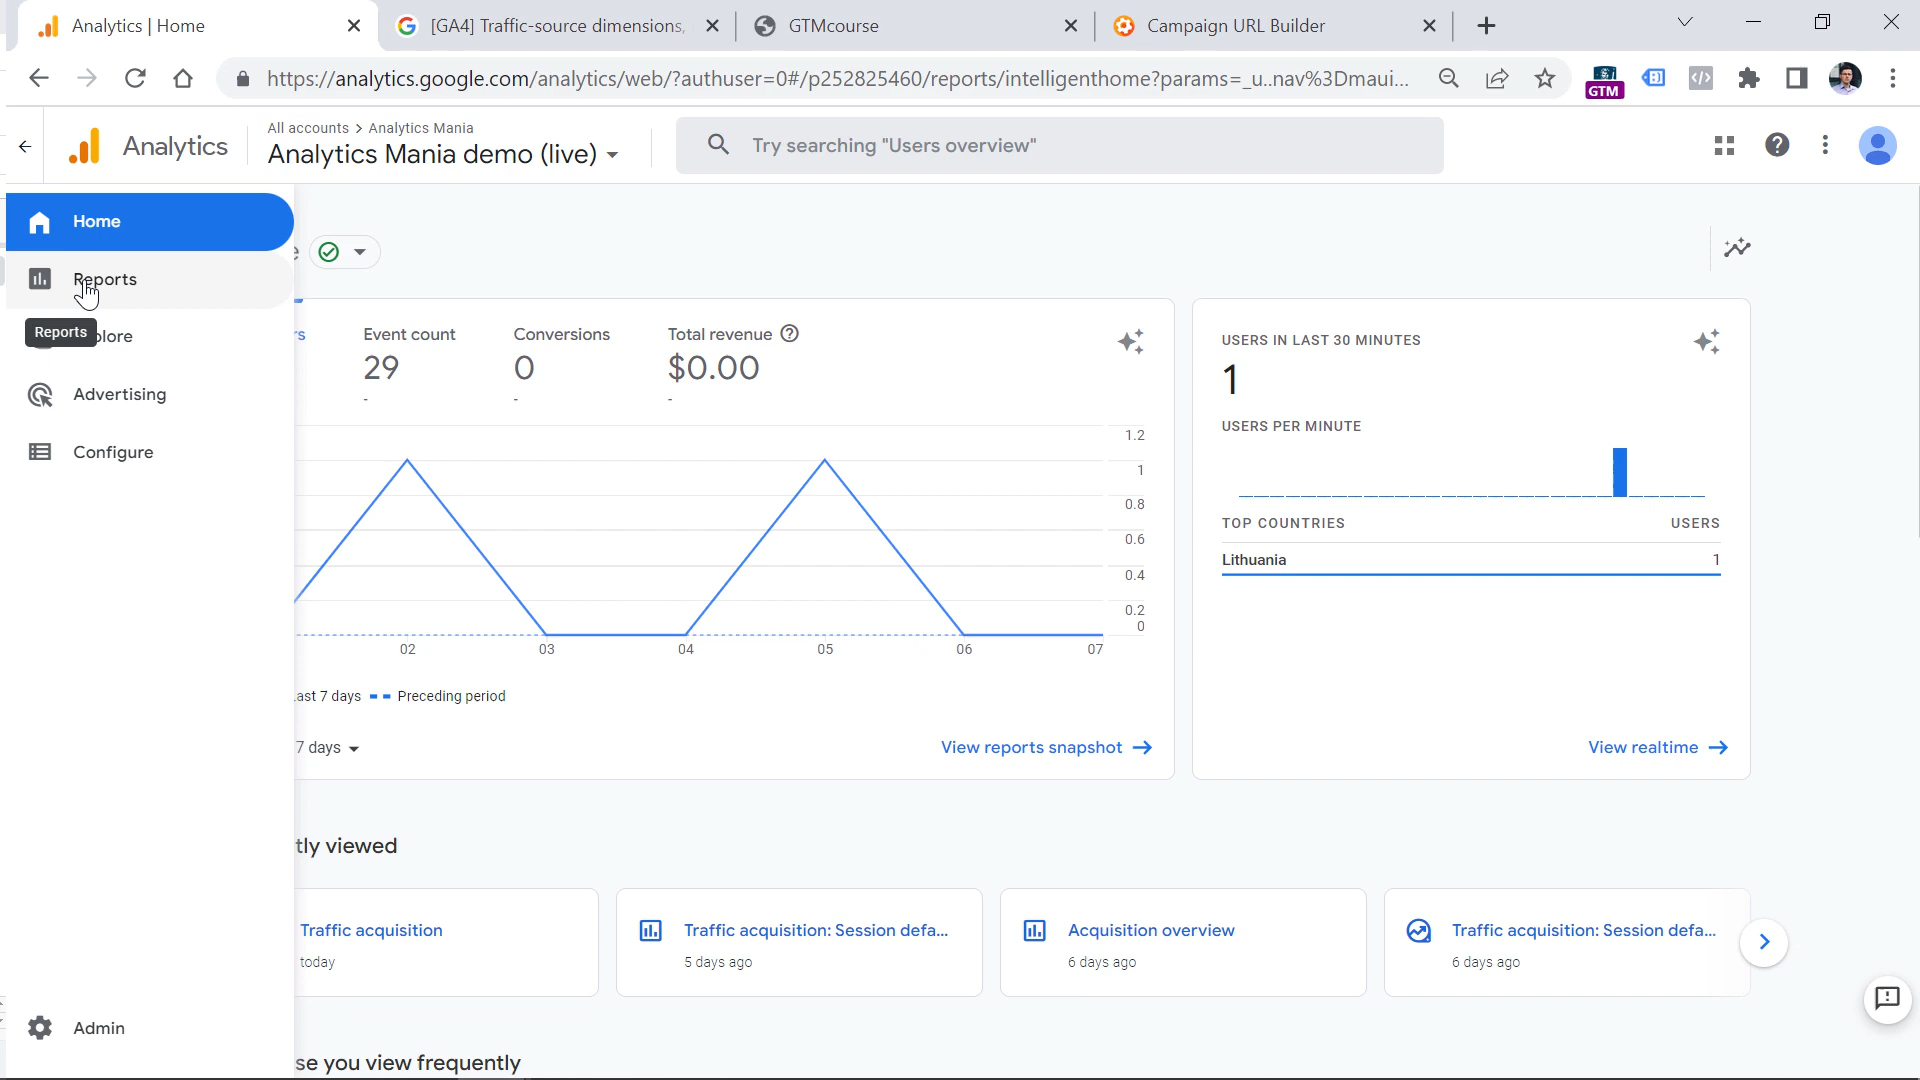 Analytics | Home
[GA4] Traffic-source dimensions,
GTMcourse
Campaign URL Builder
https://analytics.google.com/analytics/web/?authuser=0#/p252825460/reports/intelligenthome?params=_u..nav%3Dmaui...
GTM
Analytics
All accounts > Analytics Mania
Analytics Mania demo (live)
Try searching "Users overview"
Home
Reports
Reports
plore
Advertising
Configure
Admin
e
rs
Event count
29
-
Conversions
0
-
Total revenue
$0.00
-
1.2
1
0.8
0.6
0.4
0.2
0
02 03 04 05 06 07
ast 7 days Preceding period
7 days
View reports snapshot
USERS IN LAST 30 MINUTES
1
USERS PER MINUTE
TOP COUNTRIES USERS
Lithuania 1
View realtime
tly viewed
Traffic acquisition
today
Traffic acquisition: Session defa...
5 days ago
Acquisition overview
6 days ago
Traffic acquisition: Session defa...
6 days ago
se you view frequently